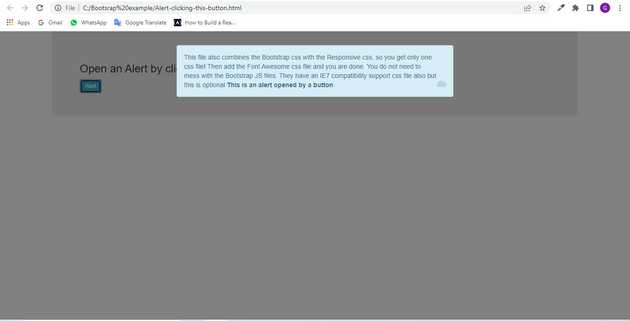 File | C:/Bootsrap%20example/Alert-clicking-this-button.html
Apps Gmail WhatsApp Google Translate How to Build a Rea...
This file also combines the Bootstrap css with the Responsive css, so you get only one
css file! Then add the Font Awesome css file and you are done. You do not need to
mess with the Bootstrap JS files. They have an IE7 compatibility support css file also but
this is optional This is an alert opened by a button
Open an Alert by cli
Alert